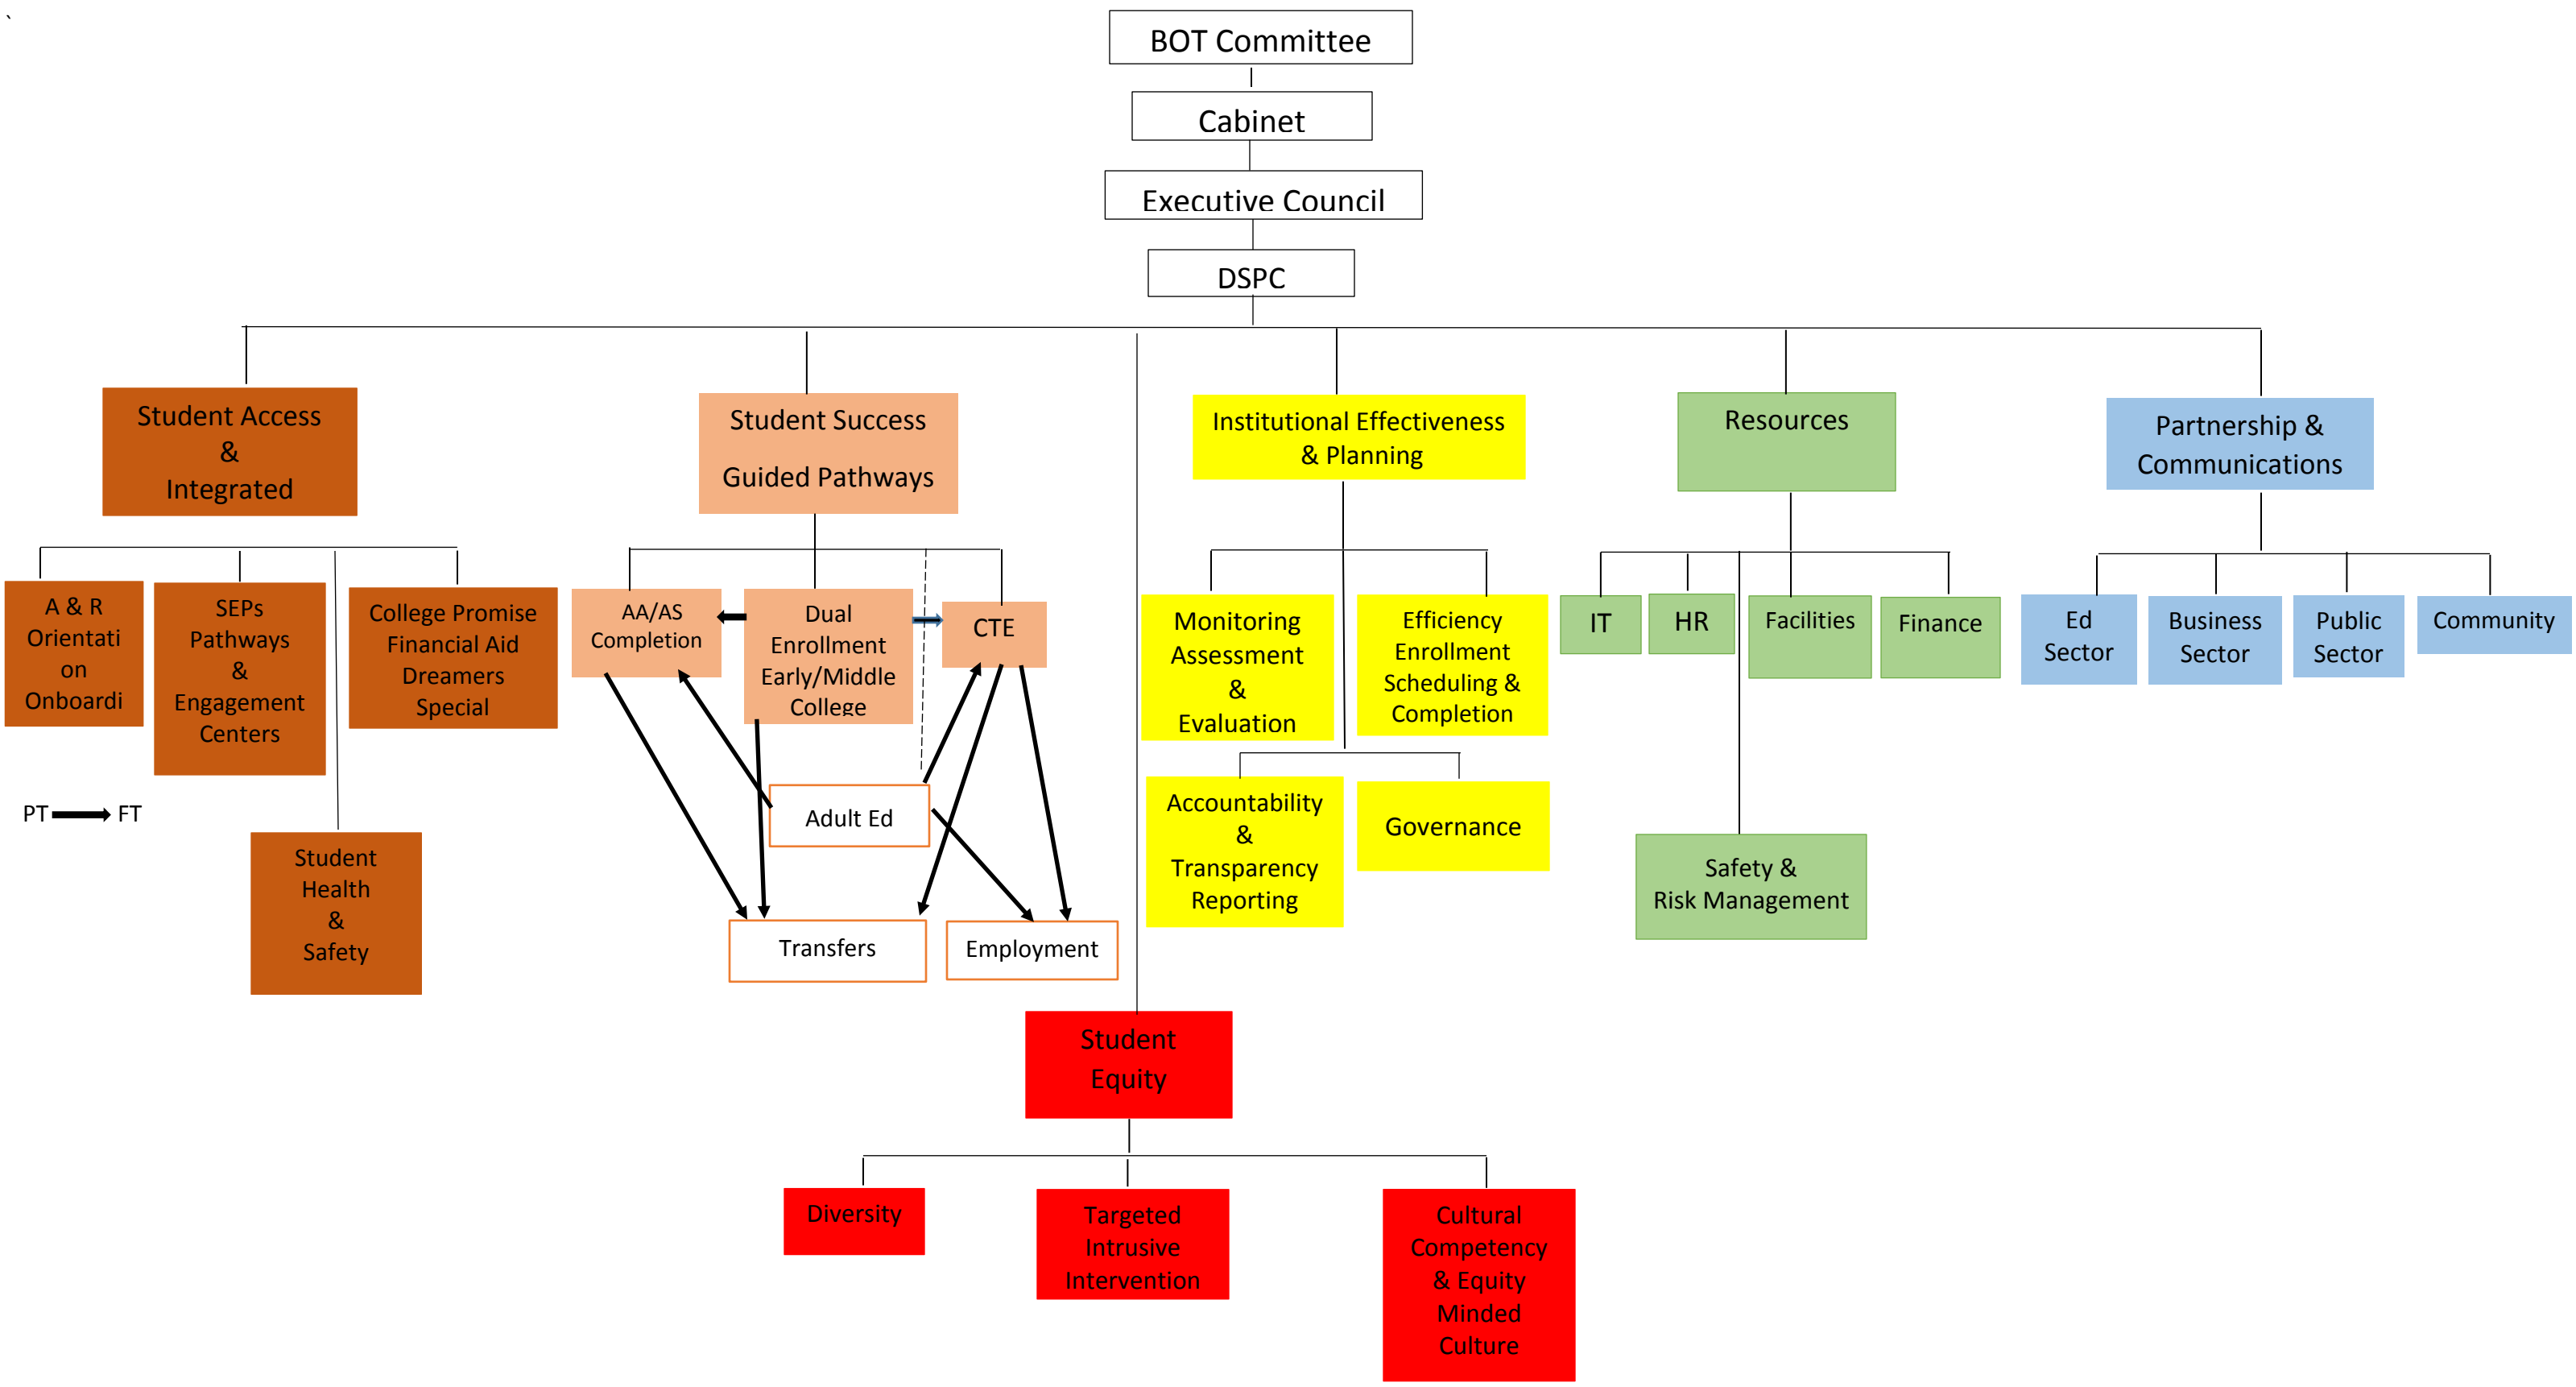 `
BOT Committee
Cabinet
Executive Council
DSPC
Student Access
&
Integrated
Student Success
Guided Pathways
Institutional Effectiveness
& Planning
Resources
Partnership &
Communications
A & R
Orientati
on
Onboardi
SEPs
Pathways
&
Engagement
Centers
College Promise
Financial Aid
Dreamers
Special
Student
Health
&
Safety
PT
FT
AA/AS
Completion
Dual
Enrollment
Early/Middle
College
CTE
Adult Ed
Transfers
Employment
Monitoring
Assessment
&
Evaluation
Efficiency
Enrollment
Scheduling &
Completion
Accountability
&
Transparency
Reporting
Governance
IT
HR
Facilities
Finance
Safety &
Risk Management
Ed
Sector
Business
Sector
Public
Sector
Community
Student
Equity
Diversity
Targeted
Intrusive
Intervention
Cultural
Competency
& Equity
Minded
Culture